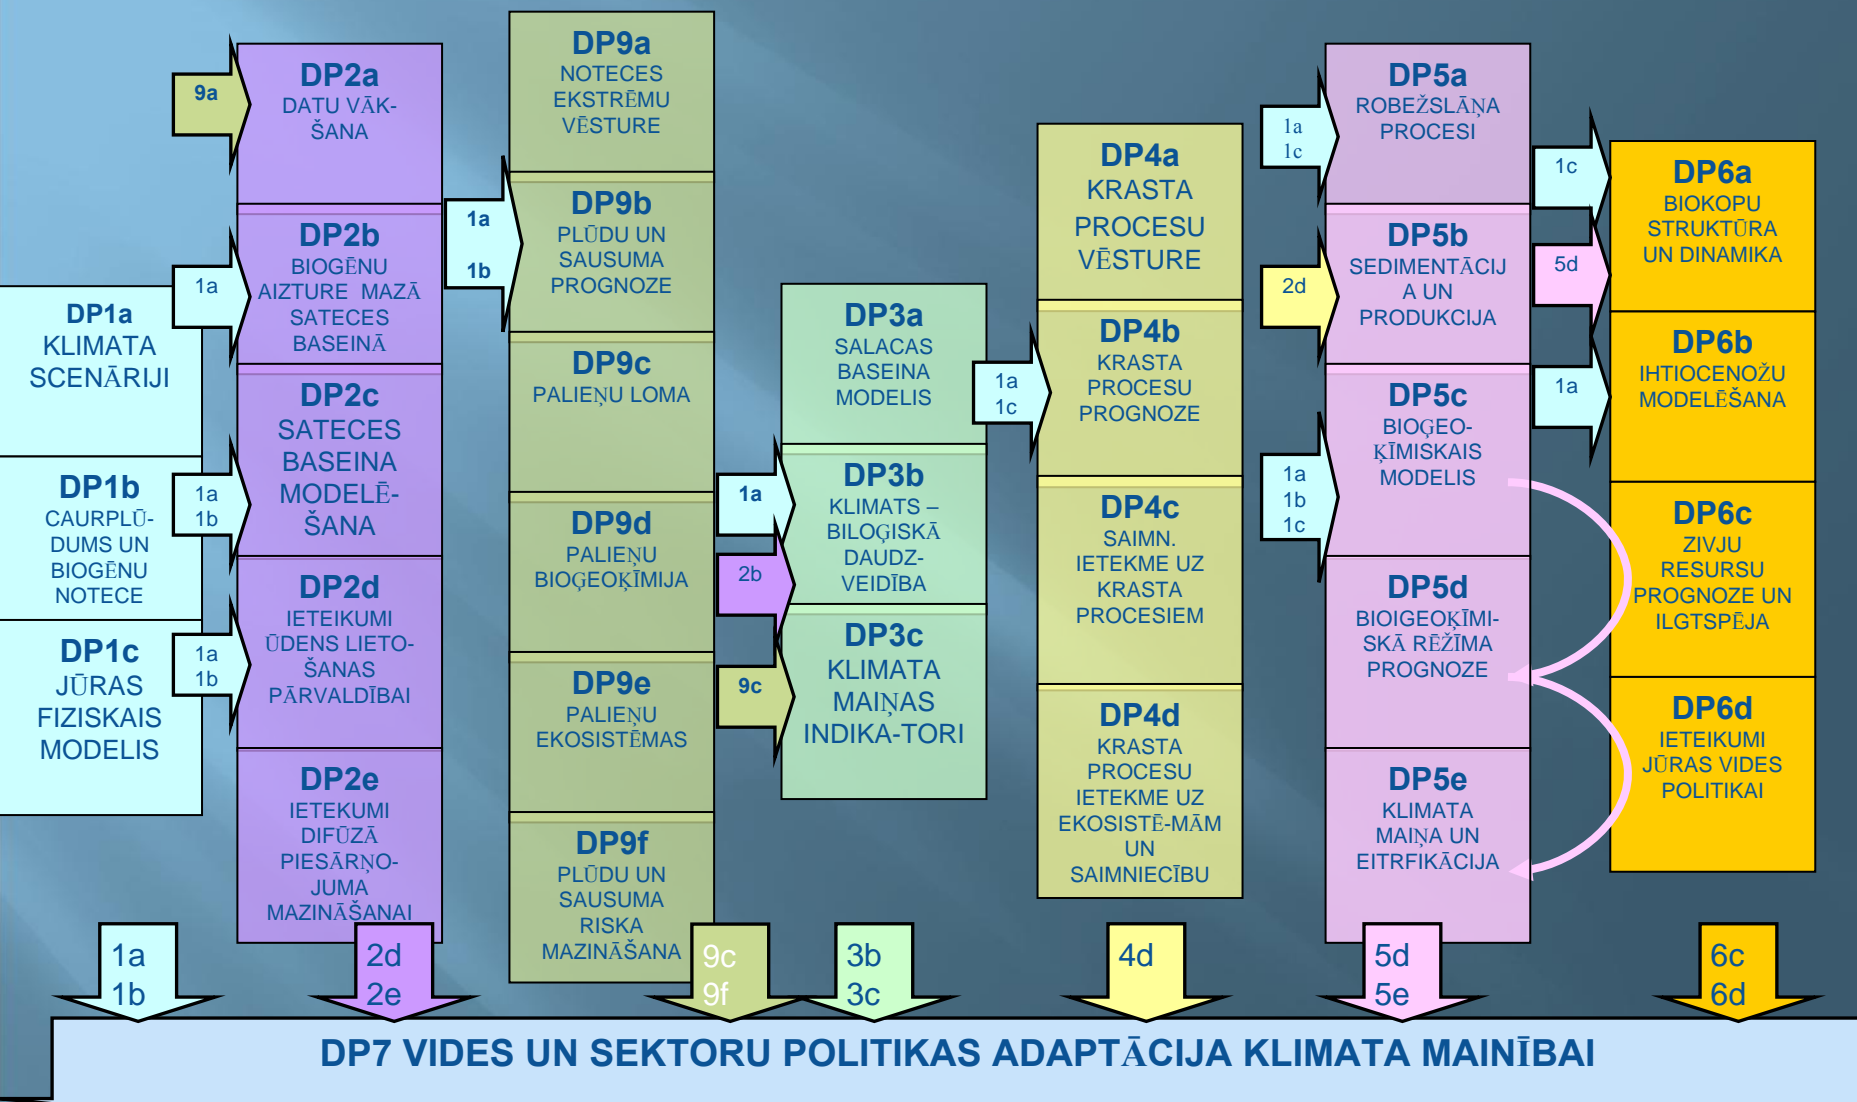 DP1a
KLIMATA
SCENĀRIJI
DP1b
CAURPLŪ-
DUMS UN
BIOGĒNU
NOTECE
DP1c
JŪRAS
FIZISKAIS
MODELIS
9a
1a
1a
1b
1a
1b
DP2a
DATU VĀK-
ŠANA
DP2b
BIOGĒNU
AIZTURE MAZĀ
SATECES
BASEINĀ
DP2c
SATECES
BASEINA
MODELĒ-
ŠANA
DP2d
IETEIKUMI
ŪDENS LIETO-
ŠANAS
PĀRVALDĪBAI
DP2e
IETEKUMI
DIFŪZĀ
PIESĀRŅO-
JUMA
MAZINĀŠANAI
1a
1b
DP9a
NOTECES
EKSTRĒMU
VĒSTURE
DP9b
PLŪDU UN
SAUSUMA
PROGNOZE
DP9c
PALIEŅU LOMA
DP9d
PALIEŅU
BIOĢEOĶĪMIJA
DP9e
PALIEŅU
EKOSISTĒMAS
DP9f
PLŪDU UN
SAUSUMA
RISKA
MAZINĀŠANA
1a
2b
9c
DP3a
SALACAS
BASEINA
MODELIS
DP3b
KLIMATS –
BILOĢISKĀ
DAUDZ-
VEIDĪBA
DP3c
KLIMATA
MAIŅAS
INDIKA-TORI
1a
1c
DP4a
KRASTA
PROCESU
VĒSTURE
DP4b
KRASTA
PROCESU
PROGNOZE
DP4c
SAIMN.
IETEKME UZ
KRASTA
PROCESIEM
DP4d
KRASTA
PROCESU
IETEKME UZ
EKOSISTĒ-MĀM
UN
SAIMNIECĪBU
1a
1c
2d
1a
1b
1c
DP5a
ROBEŽSLĀŅA
PROCESI
DP5b
SEDIMENTĀCIJ
A UN
PRODUKCIJA
DP5c
BIOĢEO-
ĶĪMISKAIS
MODELIS
DP5d
BIOIGEOĶĪMI-
SKĀ RĒŽĪMA
PROGNOZE
DP5e
KLIMATA
MAIŅA UN
EITRFIKĀCIJA
1c
5d
1a
DP6a
BIOKOPU
STRUKTŪRA
UN DINAMIKA
DP6b
IHTIOCENOŽU
MODELĒŠANA
DP6c
ZIVJU
RESURSU
PROGNOZE UN
ILGTSPĒJA
DP6d
IETEIKUMI
JŪRAS VIDES
POLITIKAI
1a
1b
2d
2e
9c
9f
3b
3c
4d
5d
5e
6c
6d
DP7 VIDES UN SEKTORU POLITIKAS ADAPTĀCIJA KLIMATA MAINĪBAI